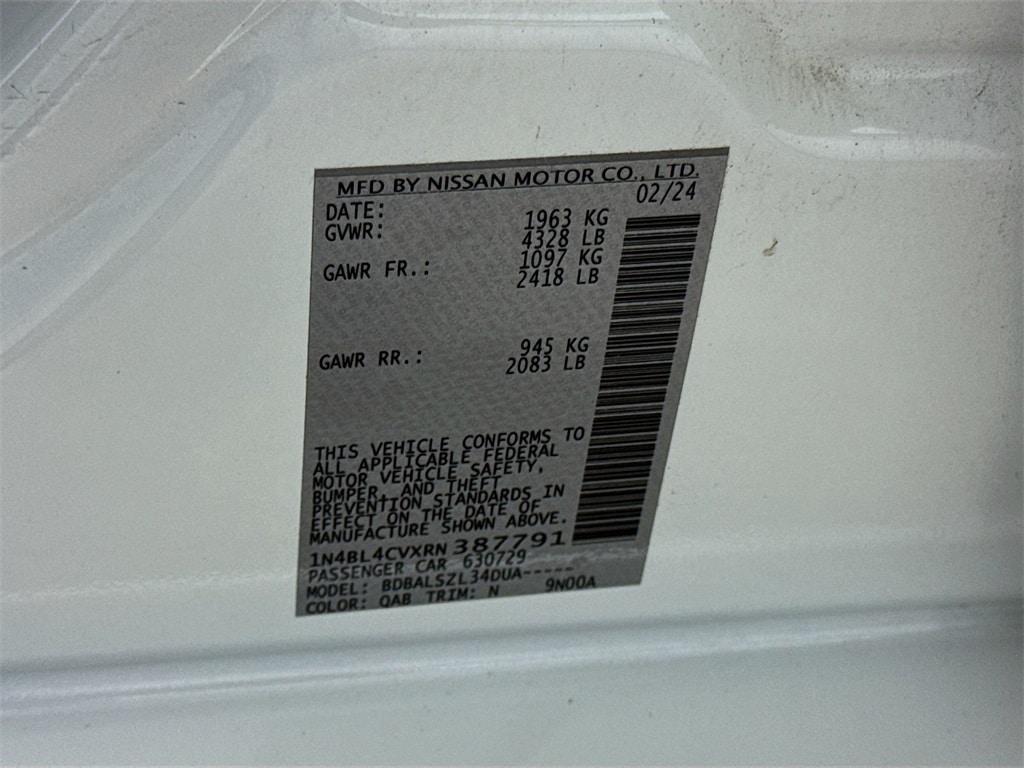 MFD BY NISSAN MOTOR CO., LTD.
DATE: 02/24
GVWR: 1963 KG
4328 LB
GAWR FR.: 1097 KG
2418 LB
GAWR RR.: 945 KG
2083 LB
THIS VEHICLE CONFORMS TO
ALL APPLICABLE FEDERAL
MOTOR VEHICLE SAFETY,
BUMPER, AND THEFT
PREVENTION STANDARDS IN
EFFECT ON THE DATE OF
MANUFACTURE SHOWN ABOVE.
1N4BL4CVXRN387791
PASSENGER CAR 630729
MODEL: BDBALSZL34DUA-----
COLOR: QAB TRIM: N 9N00A